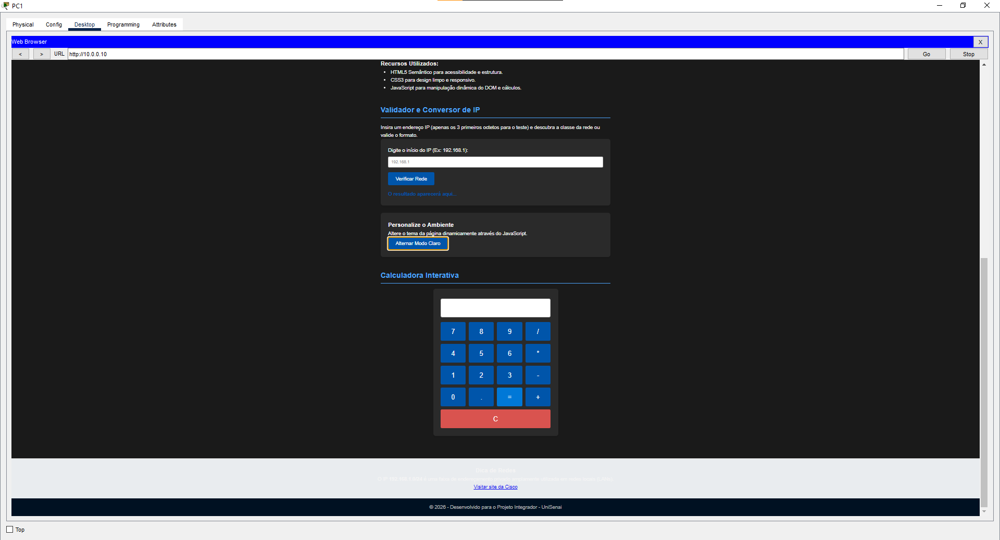 PC1
Physical Config Desktop Programming Attributes
Web Browser X
< > URL http://10.0.0.10 Go Stop
Recursos Utilizados:
• HTML5 Semântico para acessibilidade e estrutura.
• CSS3 para design limpo e responsivo.
• JavaScript para manipulação dinâmica do DOM e cálculos.
Validador e Conversor de IP
Insira um endereço IP (apenas os 3 primeiros octetos para o teste) e descubra a classe da rede ou
valide o formato.
Digite o início do IP (Ex: 192.168.1):
192.168.1
Verificar Rede
O resultado aparecerá aqui...
Personalize o Ambiente
Altere o tema da página dinamicamente através do JavaScript.
Alternar Modo Claro
Calculadora Interativa
7 8 9 /
4 5 6 *
1 2 3 -
0 . = +
C
Dica de Redes
O IP 192.168.1.0/24 é uma faixa de endereçamento privado amplamente utilizada em redes locais (LANs).
Visitar site da Cisco
© 2026 - Desenvolvido para o Projeto Integrador - UniSenai
Top